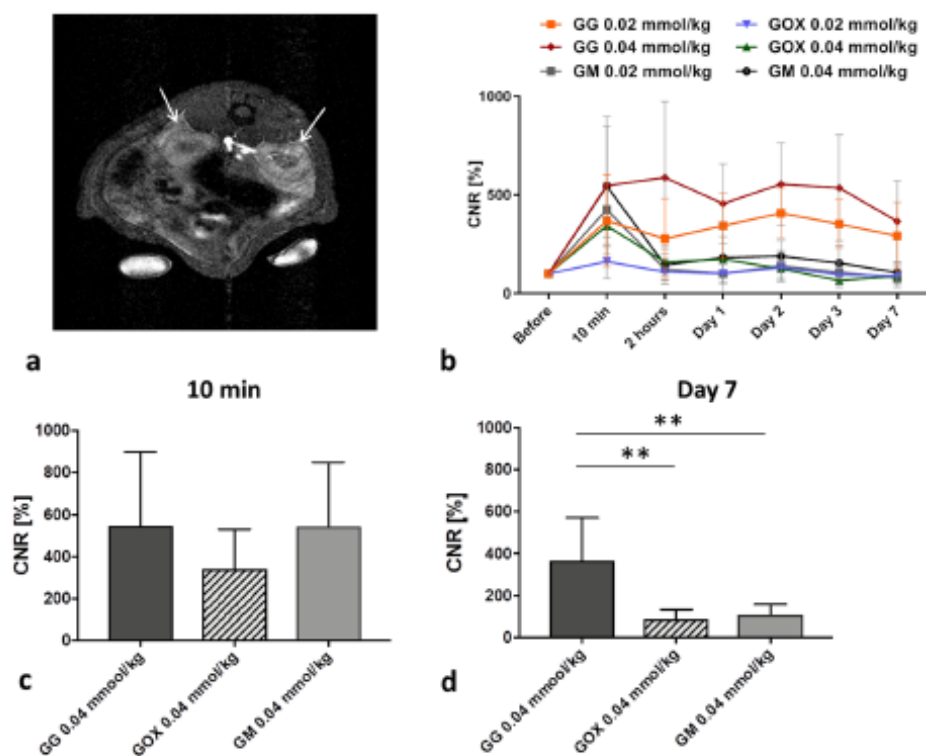 GG 0.02 mmol/kg GOX 0.02 mmol/kg
GG 0.04 mmol/kg GOX 0.04 mmol/kg
GM 0.02 mmol/kg GM 0.04 mmol/kg
1000
500
0
CNR [%]
Before
10 min
2 hours
Day 1
Day 2
Day 3
Day 7
a
b
10 min
1000
800
600
400
200
0
CNR [%]
GG 0.04 mmool/kg
GOX 0.04 mmol/kg
GM 0.04 mmol/kg
c
Day 7
1000
800
600
400
200
0
CNR [%]
**
**
GG 0.04 mmool/kg
GOX 0.04 mmol/kg
GM 0.04 mmol/kg
d